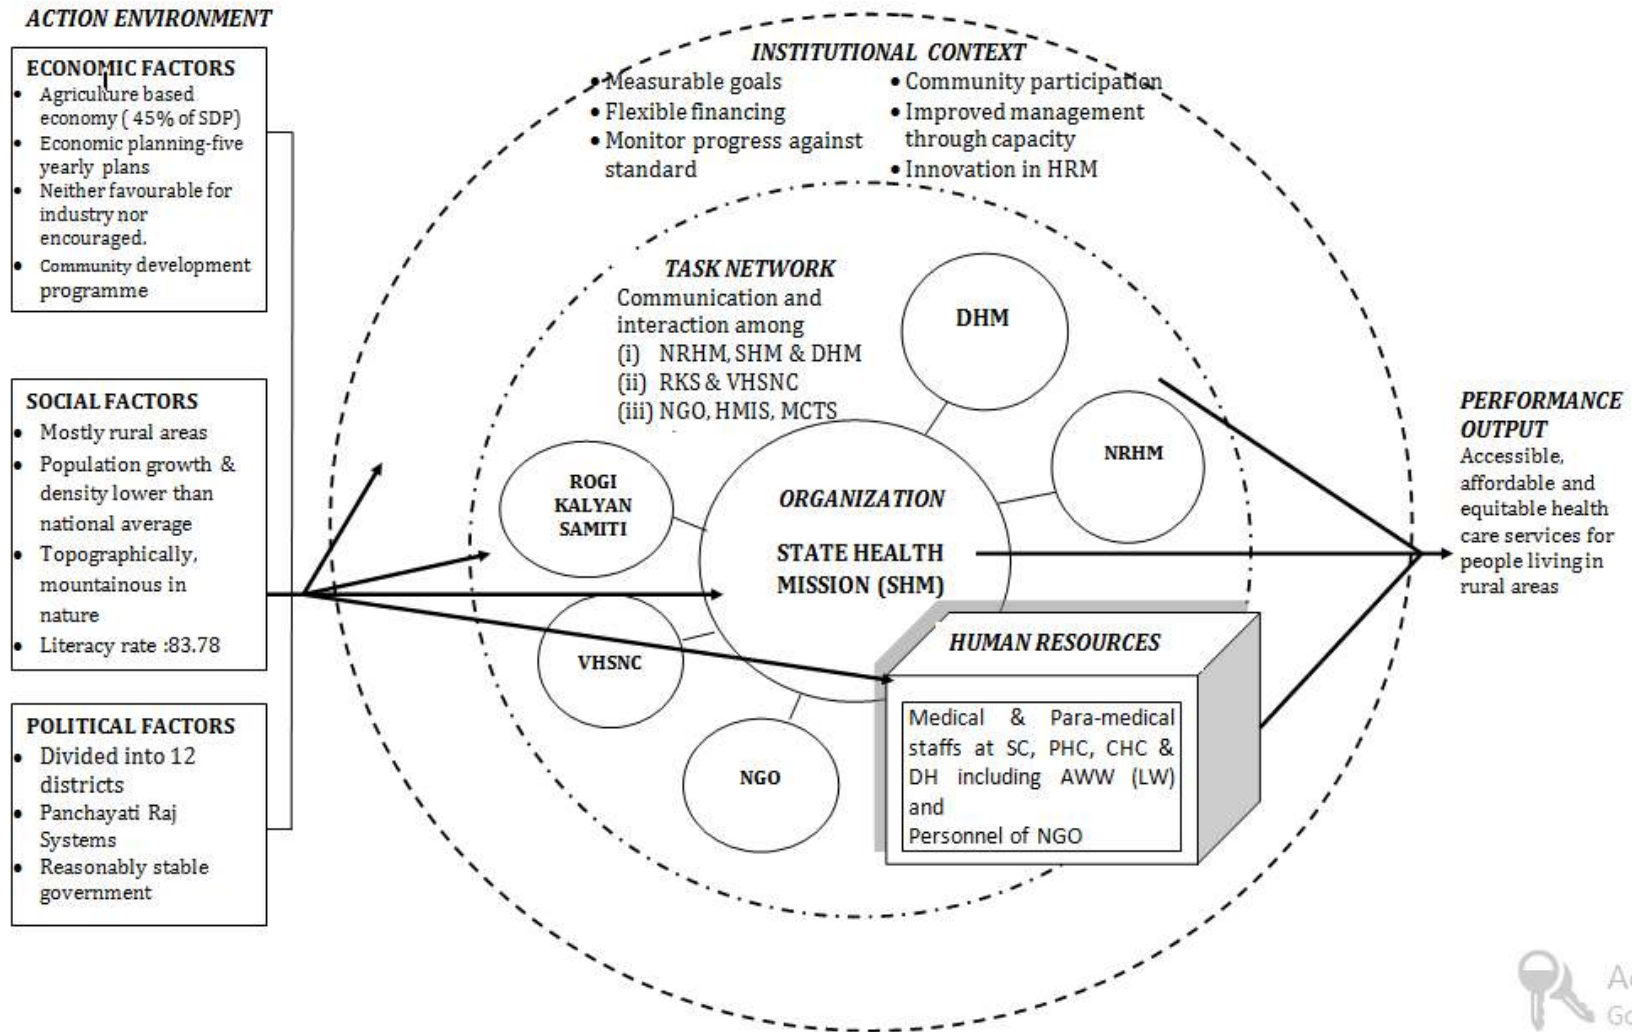 ACTION ENVIRONMENT
ECONOMIC FACTORS
• Agriculture based
economy ( 45% of SDP)
• Economic planning-five
yearly plans
• Neither favourable for
industry nor
encouraged.
• Community development
programme
SOCIAL FACTORS
• Mostly rural areas
• Population growth &
density lower than
national average
• Topographically,
mountainous in
nature
• Literacy rate :83.78
POLITICAL FACTORS
• Divided into 12
districts
• Panchayati Raj
Systems
• Reasonably stable
government
INSTITUTIONAL CONTEXT
• Measurable goals
• Flexible financing
• Monitor progress against
standard
• Community participation
• Improved management
through capacity
• Innovation in HRM
TASK NETWORK
Communication and
interaction among
(i) NRHM, SHM & DHM
(ii) RKS & VHSNC
(iii) NGO, HMIS, MCTS
DHM
NRHM
ROGI
KALYAN
SAMITI
ORGANIZATION
STATE HEALTH
MISSION (SHM)
VHSNC
NGO
HUMAN RESOURCES
Medical & Para-medical
staffs at SC, PHC, CHC &
DH including AWW (LW)
and
Personnel of NGO
PERFORMANCE
OUTPUT
Accessible,
affordable and
equitable health
care services for
people living in
rural areas